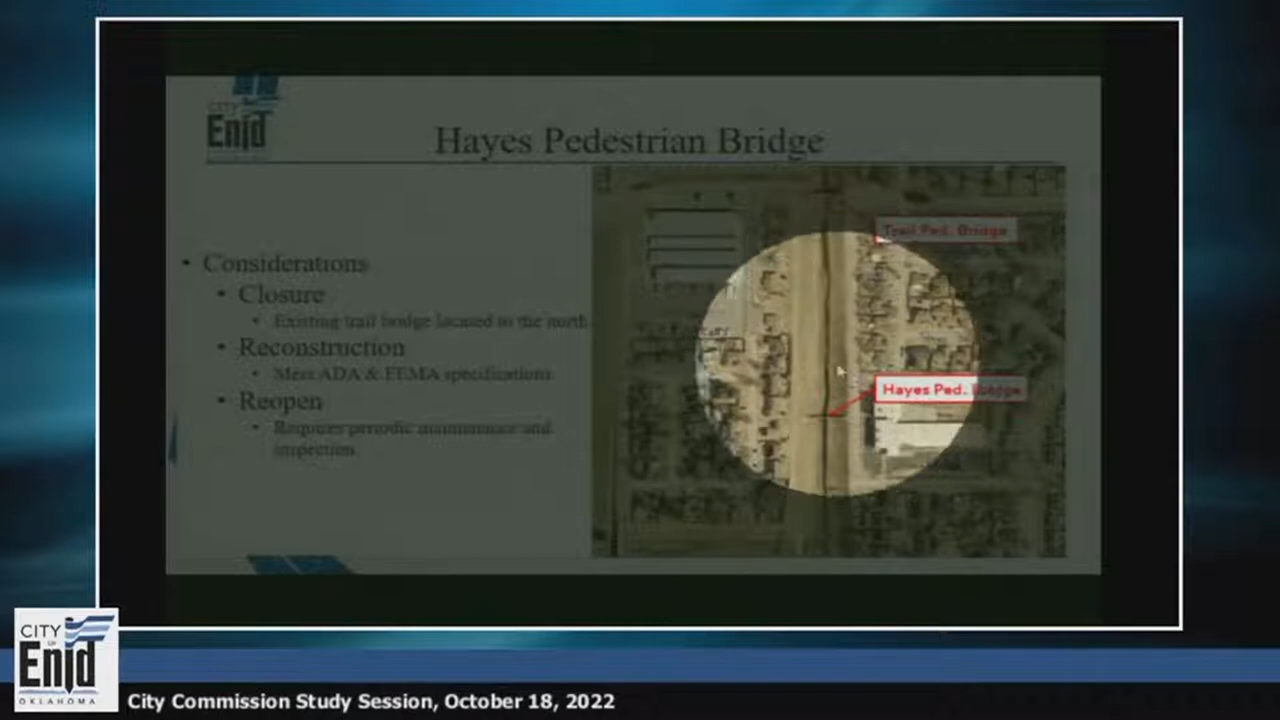 CITY
Enid
Hayes Pedestrian Bridge
Trail Ped. Bridge
• Considerations
• Closure
• Existing trail bridge located to the north
• Reconstruction
• Meet ADA & FEMA specifications
• Reopen
• Requires periodic maintenance and
inspection
Hayes Ped. Bridge
CITY
OF
Enid
OKLAHOMA
City Commission Study Session, October 18, 2022